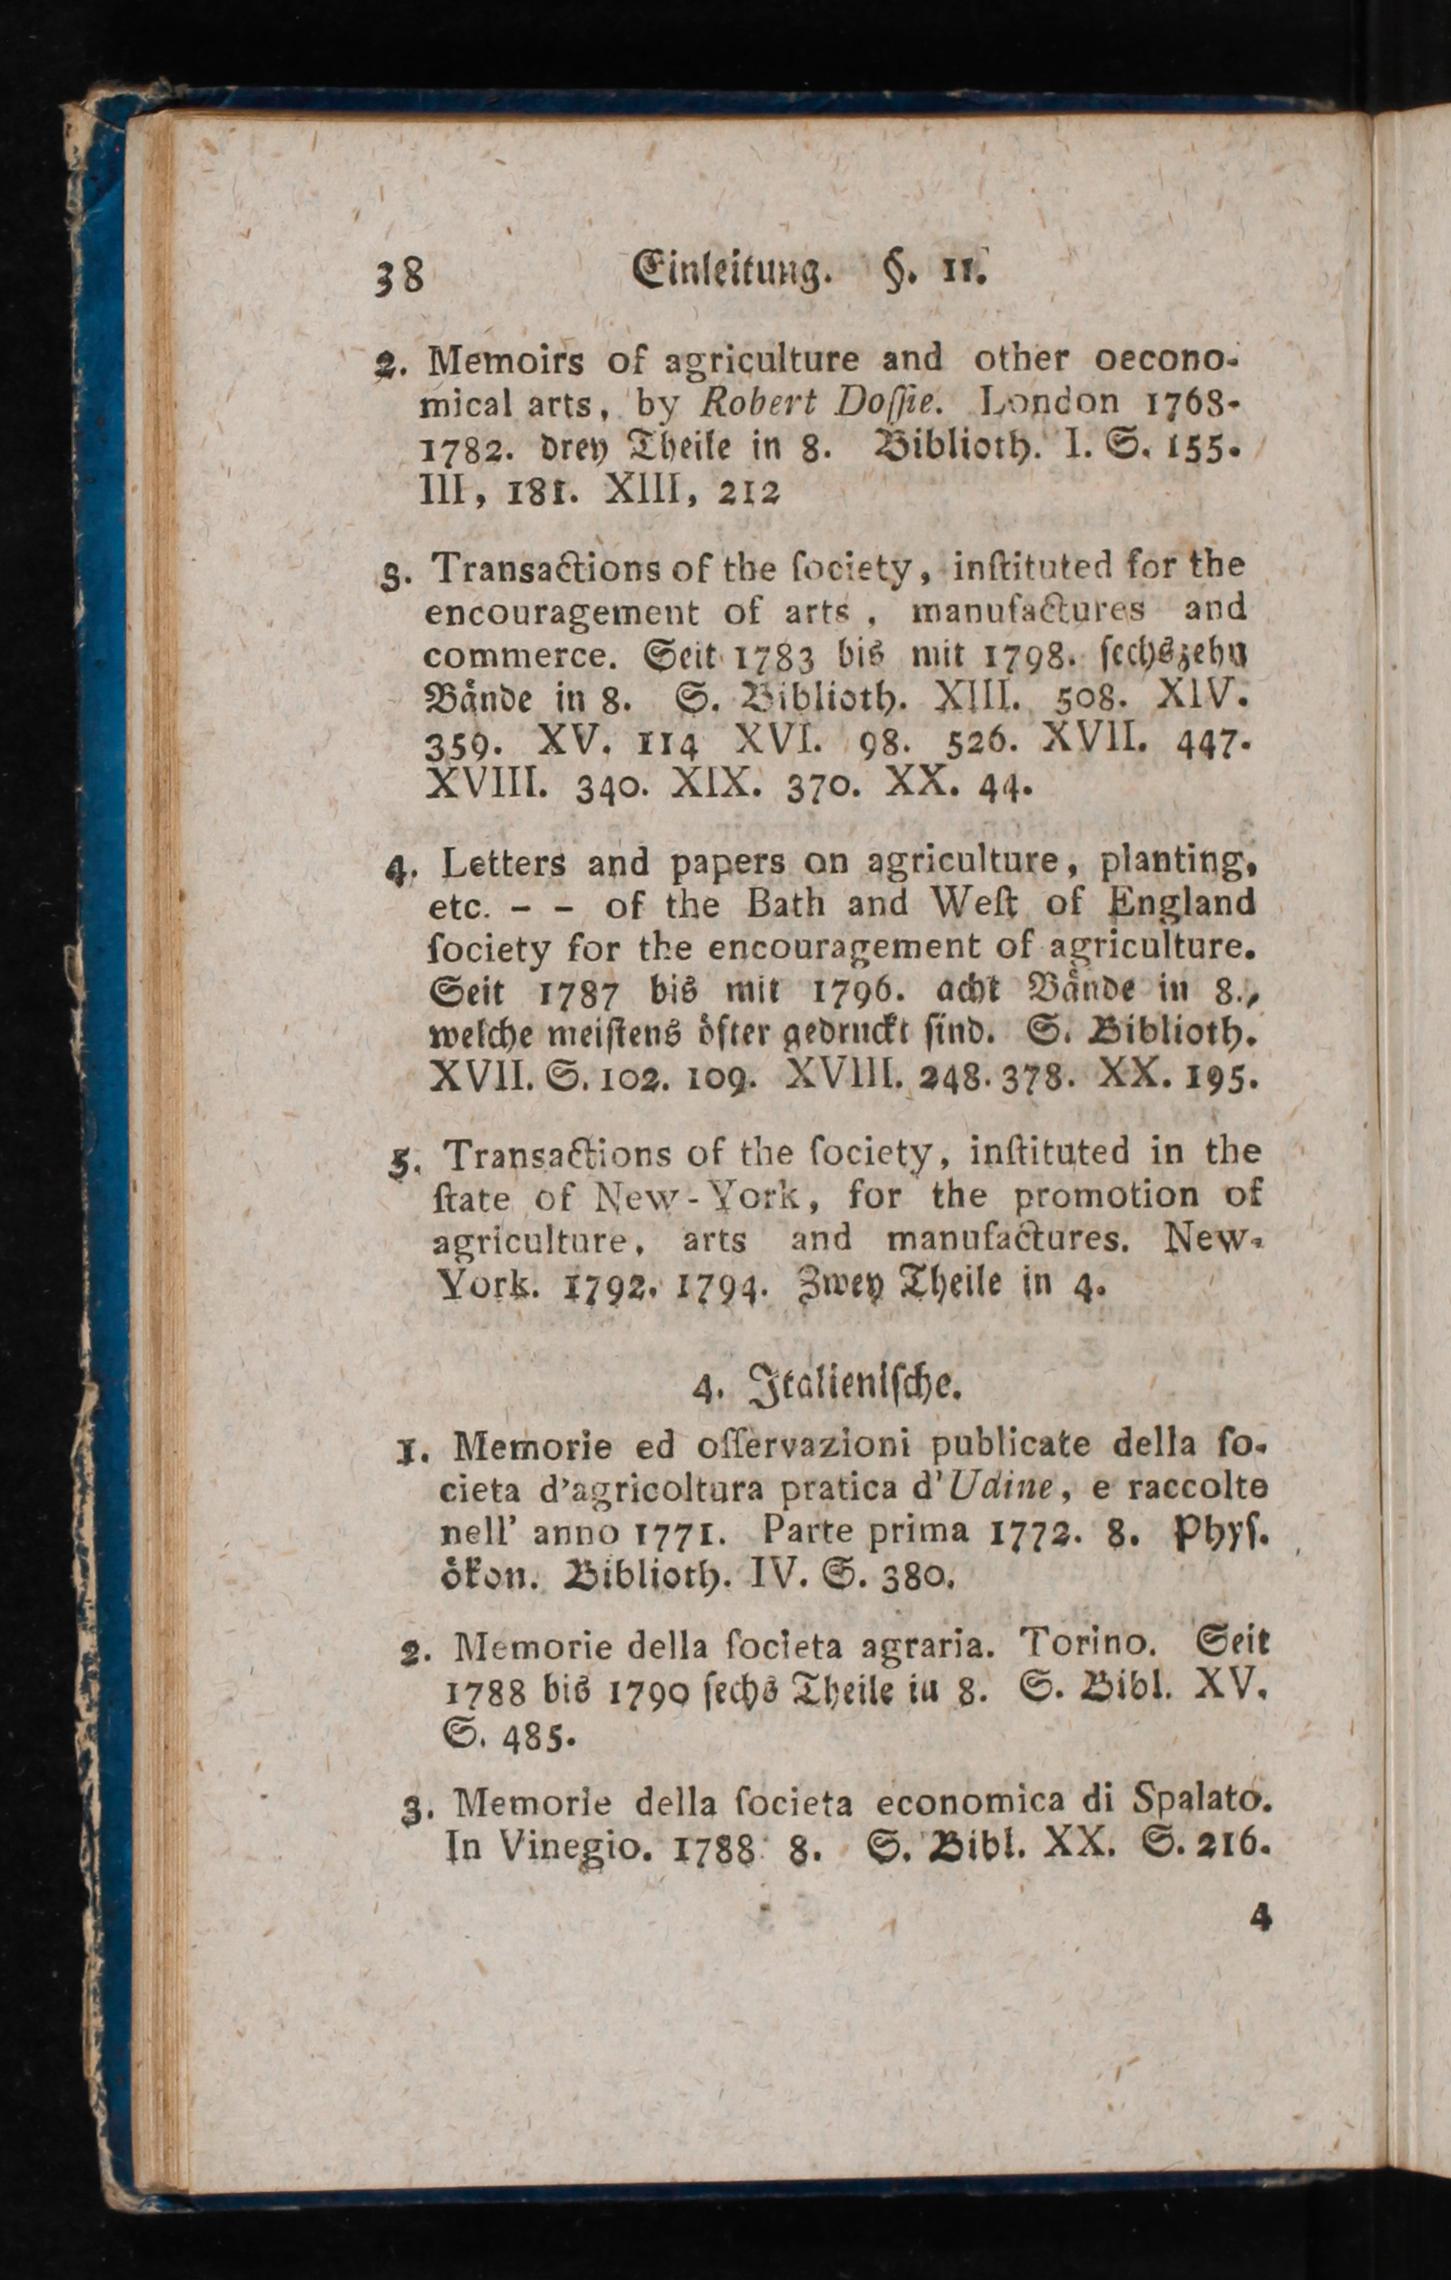 38 Einleitung. §. 11.
2. Memoirs of agriculture and other oecono-
mical arts, by Robert Doſſie. London 1768-
1782. drey Theile in 8. Biblioth. I. S. 155.
III, 181. XIII, 212
3. Transactions of the ſociety, inſtituted for the
encouragement of arts, manufactures and
commerce. Seit 1783 bis mit 1798. ſechszehn
Bände in 8. S. Biblioth. XIII. 508. XIV.
359. XV. 114 XVI. 98. 526. XVII. 447.
XVIII. 340. XIX. 370. XX. 44.
4. Letters and papers on agriculture, planting,
etc. – – of the Bath and Weſt of England
ſociety for the encouragement of agriculture.
Seit 1787 bis mit 1796. acht Bände in 8.,
welche meiſtens öfter gedruckt ſind. S. Biblioth.
XVII. S. 102. 109. XVIII. 248. 378. XX. 195.
5. Transactions of the ſociety, inſtituted in the
ſtate of New-York, for the promotion of
agriculture, arts and manufactures. New-
York. 1792. 1794. Zwey Theile in 4.
4. Italieniſche.
1. Memorie ed oſſervazioni publicate della ſo-
cieta d'agricoltura pratica d'Udine, e raccolte
nell' anno 1771. Parte prima 1772. 8. Phyſ.
ökon. Biblioth. IV. S. 380.
2. Memorie della ſocieta agraria. Torino. Seit
1788 bis 1790 ſechs Theile in 8. S. Bibl. XV.
S. 485.
3. Memorie della ſocieta economica di Spalato.
In Vinegio. 1788 8. S. Bibl. XX. S. 216.
4